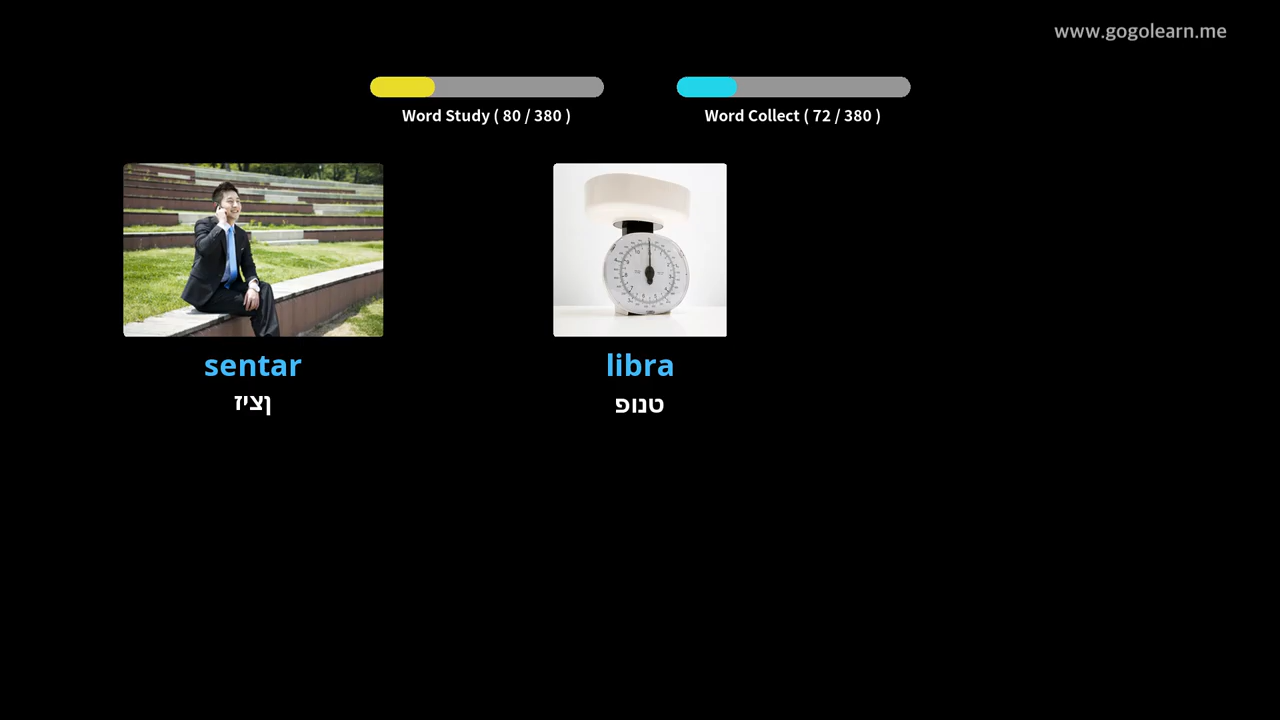 www.gogolearn.me
Word Study ( 80 / 380 )
Word Collect ( 72 / 380 )
sentar
ןציז
libra
טנופ